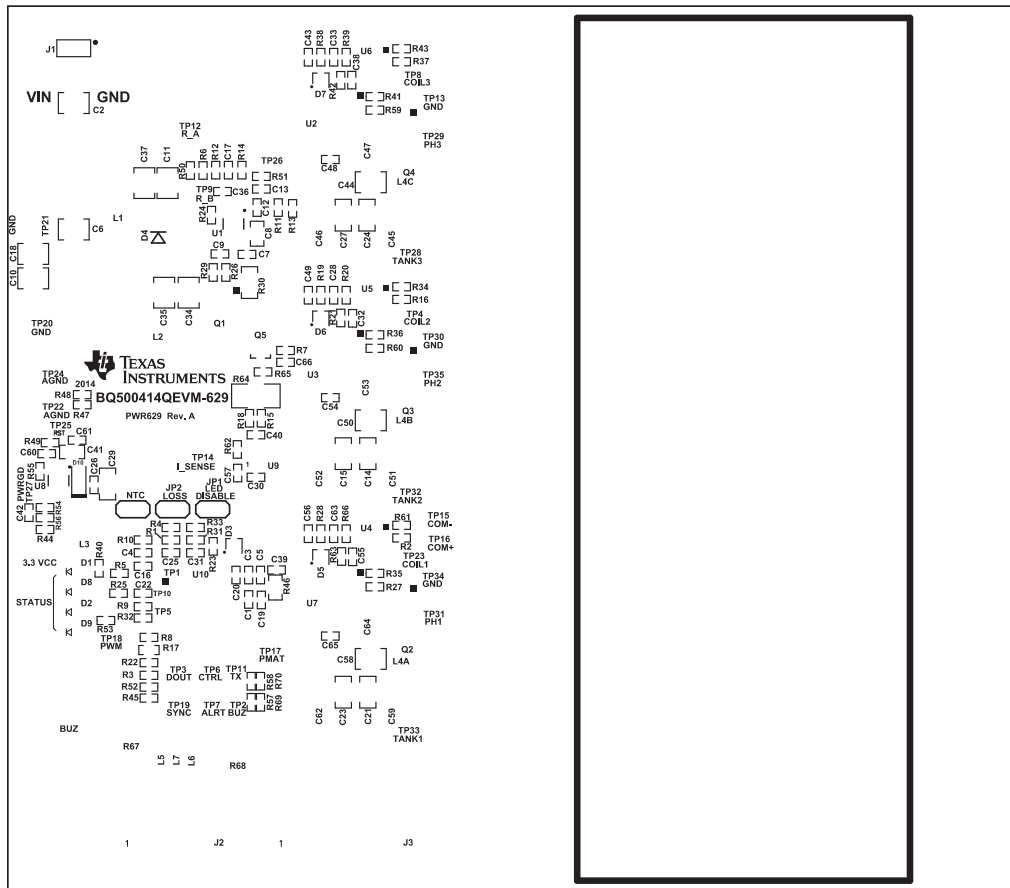 J1
VIN GND
C2
C43 R38 C33 R39
U6
C38
R42
D7
R43
R37
TP8
COIL3
R41
R59
TP13
GND
U2
TP29
PH3
TP12
R_A
C37 C11
R50 R6 R12 C17 R14
TP26
R51
C13
C48
C47
C44
Q4
L4C
TP9
R_B
C36
C12
R24
U1
R11 R13
C8
C46 C27 C24 C45
GND TP21
L1
C6
D4
C18
C10
C9
C7
TP28
TANK3
R29 R26
R30
C49 R19 C28 R20
U5
R34
R16
C35 C34
R21 C32
D6
TP4
COIL2
TP20
GND
L2
Q1
Q5
R36
R60
TP30
GND
R7
C66
R65
U3
TP35
PH2
TEXAS
INSTRUMENTS
BQ500414QEVM-629
PWR629 Rev. A
TP24
AGND 2014
R48
TP22
AGND R47
R64
C54
C53
C50
Q3
L4B
R18 R15
C40
TP25
RST
C61
R49
C60
C41
D10
R55
U8
C26 C29
R62
TP14
I_SENSE
C57
U9
C30
C52 C15 C14 C51
PWRGD
TP27
C42
R54
R56
R44
NTC
JP2
LOSS
JP1
LED
DISABLE
TP32
TANK2
C56 R28 C63 R66
U4
R61
TP15
COM-
R2
TP16
COM+
R4
R1
R33
R31
D3
R10
C4
R23
C25 C31
R63 C55
D5
TP23
COIL1
L3
R40
3.3 VCC
D1
R5
C16
TP1
U10
C3 C5
C39
R46
R35
R27
TP34
GND
D8
R25
C22
TP10
C20
STATUS
D2
R9
TP5
C1 C19
U7
D9
R32
R53
TP31
PH1
TP18
PWM
R8
R17
C65
C64
C58
Q2
L4A
R22
TP17
PMAT
R3
TP3
DOUT
TP6
CTRL
TP11
TX
R58 R70
R52
R45
TP19
SYNC
TP7
ALRT
TP2
BUZ
R57 R69
C62 C23 C21 C59
TP33
TANK1
BUZ
R67
L5 L7 L6
R68
1
J2
1
J3